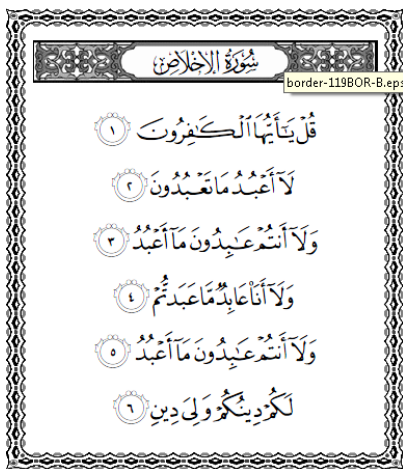 سُورَةُ الإِخْلَاصِ
border-119BOR-B.eps
قُلْ يَٰٓأَيُّهَا ٱلْكَٰفِرُونَ ١
لَآ أَعْبُدُ مَا تَعْبُدُونَ ٢
وَلَآ أَنتُمْ عَٰبِدُونَ مَآ أَعْبُدُ ٣
وَلَآ أَنَا۠ عَابِدٌ مَّا عَبَدتُّمْ ٤
وَلَآ أَنتُمْ عَٰبِدُونَ مَآ أَعْبُدُ ٥
لَكُمْ دِينُكُمْ وَلِىَ دِينِ ٦